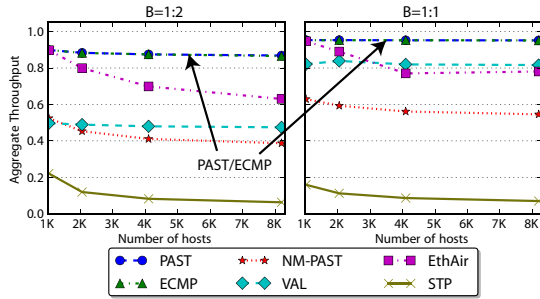 B=1:2
B=1:1
Aggregate Throughput
1.0
0.8
0.6
0.4
0.2
0.0
PAST/ECMP
1K 2K 3K 4K 5K 6K 7K 8K
1K 2K 3K 4K 5K 6K 7K 8K
Number of hosts
Number of hosts
PAST
NM-PAST
EthAir
ECMP
VAL
STP